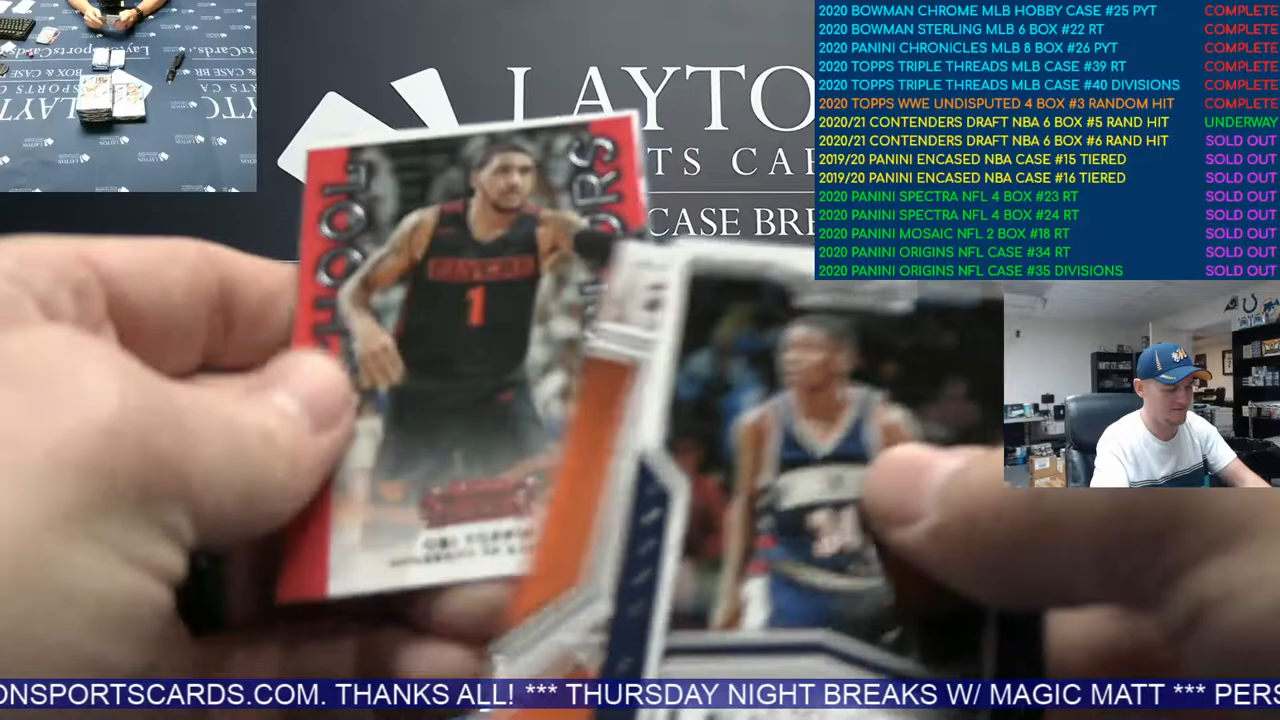 LAYTO
TS CAR
CASE BRE
2020 BOWMAN CHROME MLB HOBBY CASE #25 PYT COMPLETE
2020 BOWMAN STERLING MLB 6 BOX #22 RT COMPLETE
2020 PANINI CHRONICLES MLB 8 BOX #26 PYT COMPLETE
2020 TOPPS TRIPLE THREADS MLB CASE #39 RT COMPLETE
2020 TOPPS TRIPLE THREADS MLB CASE #40 DIVISIONS COMPLETE
2020 TOPPS WWE UNDISPUTED 4 BOX #3 RANDOM HIT COMPLETE
2020/21 CONTENDERS DRAFT NBA 6 BOX #5 RAND HIT UNDERWAY
2020/21 CONTENDERS DRAFT NBA 6 BOX #6 RAND HIT SOLD OUT
2019/20 PANINI ENCASED NBA CASE #15 TIERED SOLD OUT
2019/20 PANINI ENCASED NBA CASE #16 TIERED SOLD OUT
2020 PANINI SPECTRA NFL 4 BOX #23 RT SOLD OUT
2020 PANINI SPECTRA NFL 4 BOX #24 RT SOLD OUT
2020 PANINI MOSAIC NFL 2 BOX #18 RT SOLD OUT
2020 PANINI ORIGINS NFL CASE #34 RT SOLD OUT
2020 PANINI ORIGINS NFL CASE #35 DIVISIONS SOLD OUT
1
34
ONSPORTSCARDS.COM. THANKS ALL! *** THURSDAY NIGHT BREAKS W/ MAGIC MATT *** PERS